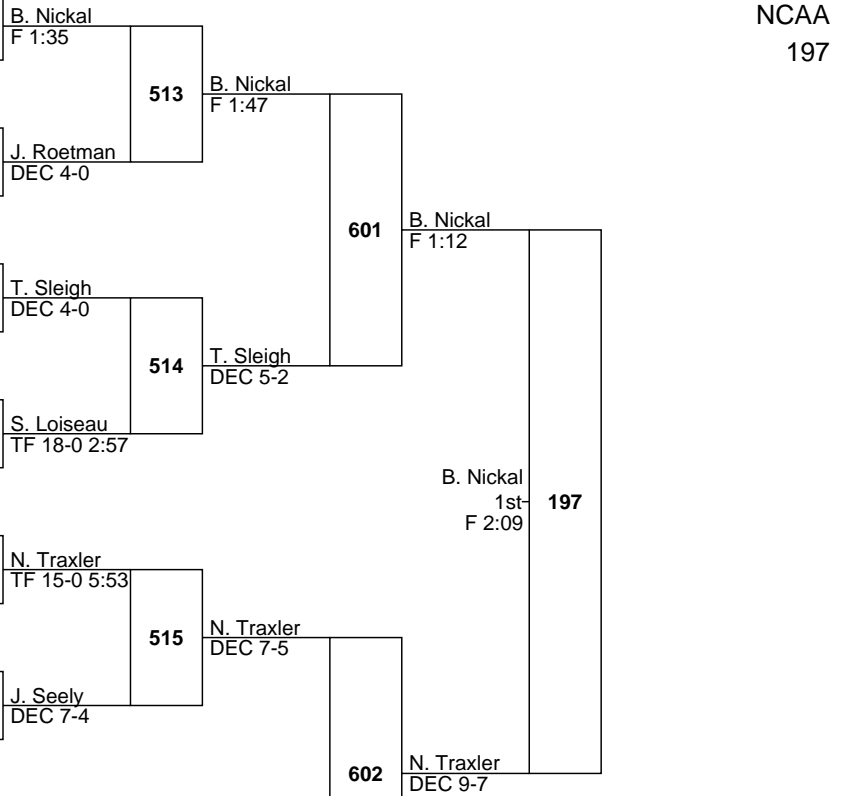 NCAA
197
B. Nickal
F 1:35
513
B. Nickal
F 1:47
J. Roetman
DEC 4-0
601
B. Nickal
F 1:12
T. Sleigh
DEC 4-0
514
T. Sleigh
DEC 5-2
S. Loiseau
TF 18-0 2:57
B. Nickal
1st
F 2:09
197
N. Traxler
TF 15-0 5:53
515
N. Traxler
DEC 7-5
J. Seely
DEC 7-4
602
N. Traxler
DEC 9-7